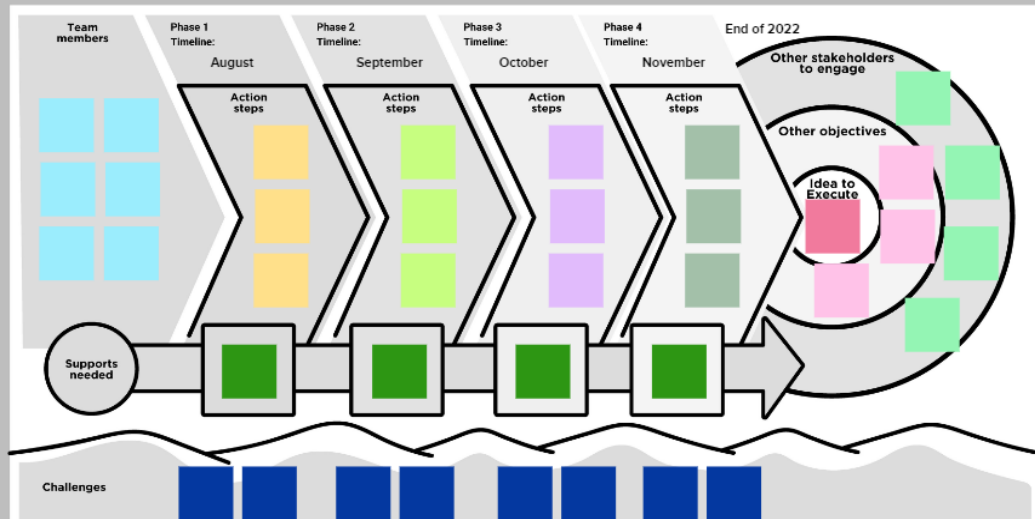 Team
members
Phase 1
Timeline:
August
Phase 2
Timeline:
September
Phase 3
Timeline:
October
Phase 4
Timeline:
November
End of 2022
Action
steps
Action
steps
Action
steps
Action
steps
Other stakeholders
to engage
Other objectives
Idea to
Execute
Supports
needed
Challenges